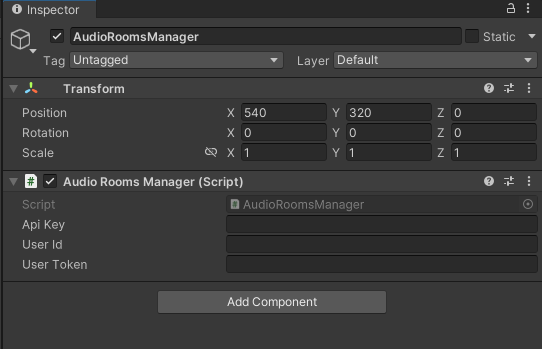 Inspector
AudioRoomsManager Static
Tag Untagged Layer Default
Transform
Position X 540 Y 320 Z 0
Rotation X 0 Y 0 Z 0
Scale X 1 Y 1 Z 1
# Audio Rooms Manager (Script)
Script # AudioRoomsManager
Api Key
User Id
User Token
Add Component